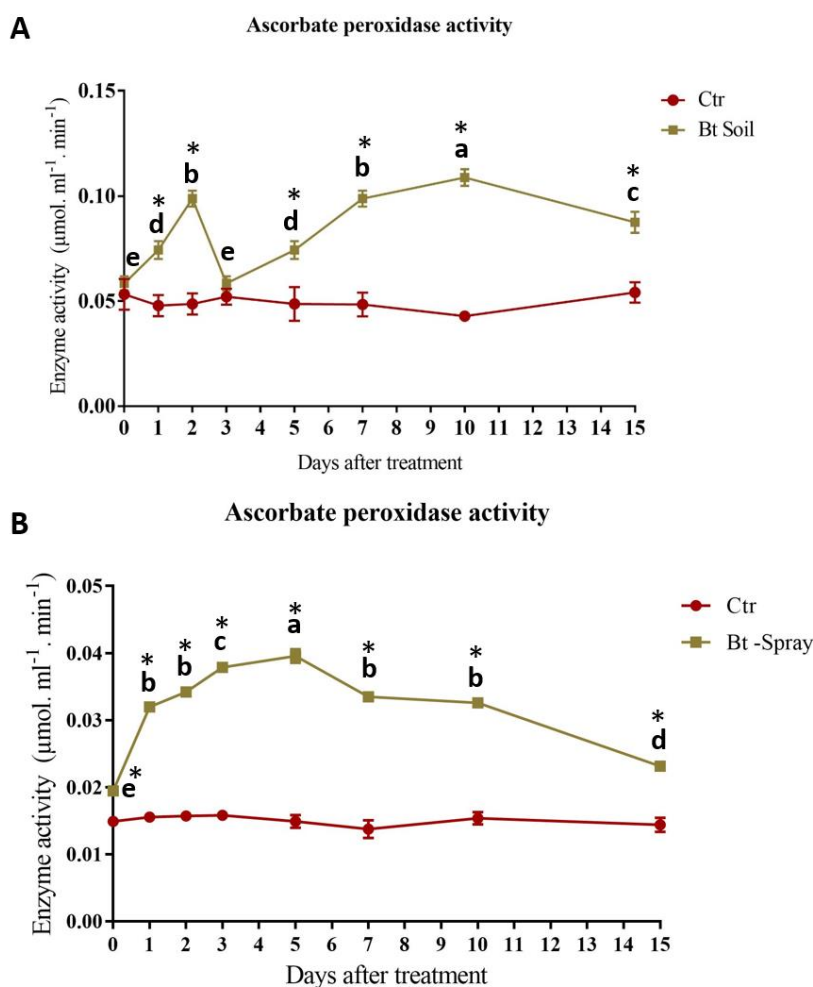 A
Ascorbate peroxidase activity
Enzyme activity (µmol. ml⁻¹. min⁻¹)
0.15
0.10
0.05
0.00
* * * * * *
e d b e d b a c
Ctr
Bt Soil
0 1 2 3 4 5 6 7 8 9 10 11 12 13 14 15
Days after treatment
B
Ascorbate peroxidase activity
Enzyme activity (µmol. ml⁻¹. min⁻¹)
0.05
0.04
0.03
0.02
0.01
0.00
* * * * * * * *
e b b c a b b d
Ctr
Bt -Spray
0 1 2 3 4 5 6 7 8 9 10 11 12 13 14 15
Days after treatment